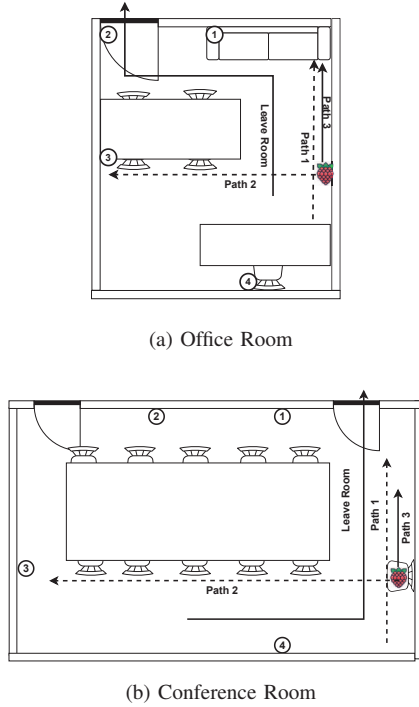 2
1
Leave Room
Path 1
Path 3
3
Path 2
4
(a) Office Room
2
1
Leave Room
Path 1
Path 3
3
Path 2
4
(b) Conference Room